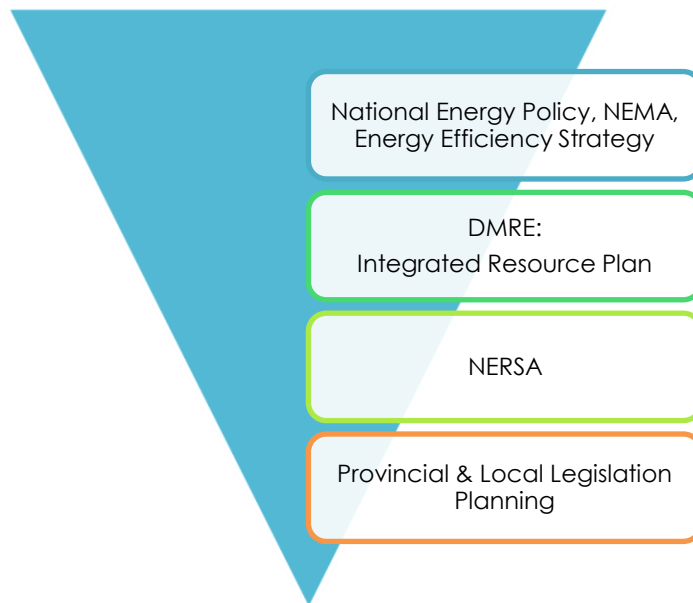 National Energy Policy, NEMA,
Energy Efficiency Strategy
DMRE:
Integrated Resource Plan
NERSA
Provincial & Local Legislation
Planning